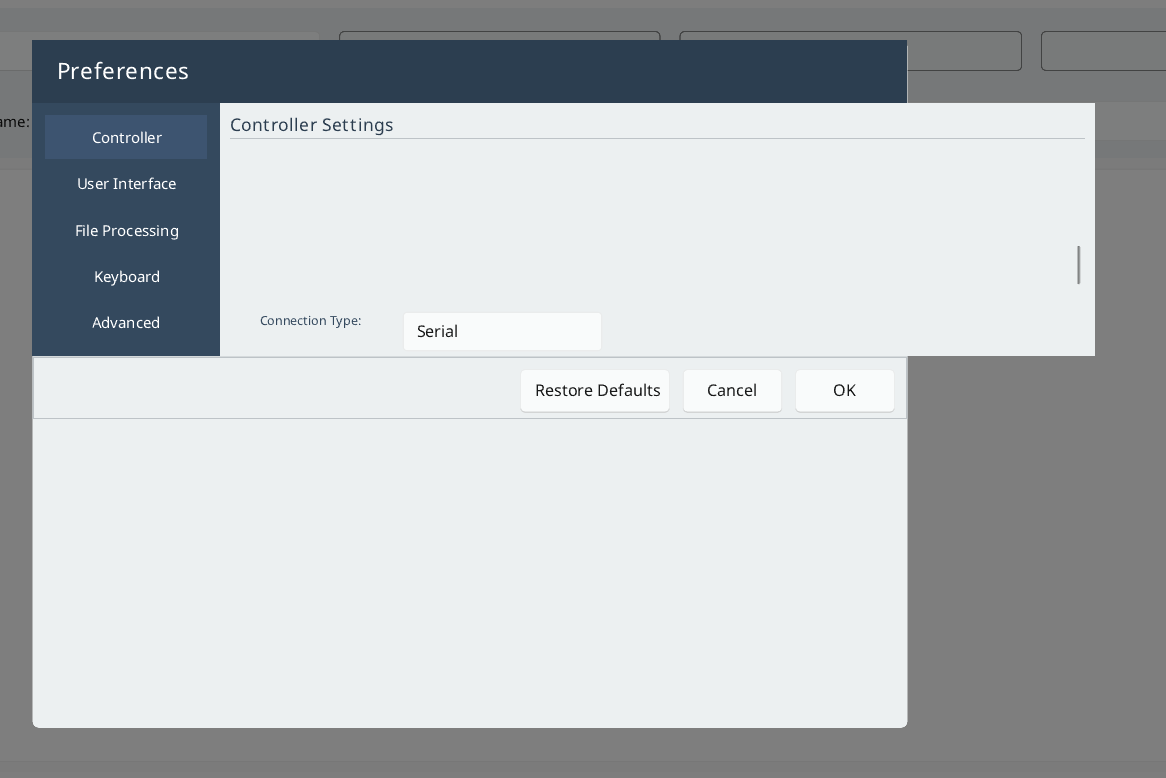 Preferences
ame:
Controller
User Interface
File Processing
Keyboard
Advanced
Controller Settings
Connection Type:
Serial
Restore Defaults
Cancel
OK